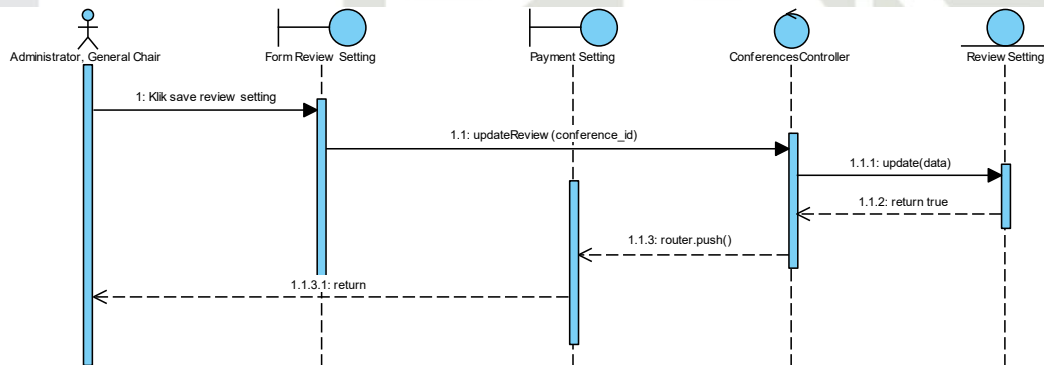 Administrator, General Chair
Form Review Setting
Payment Setting
ConferencesController
Review Setting
1: Klik save review setting
1.1: updateReview (conference_id)
1.1.1: update(data)
1.1.2: return true
1.1.3: router.push()
1.1.3.1: return